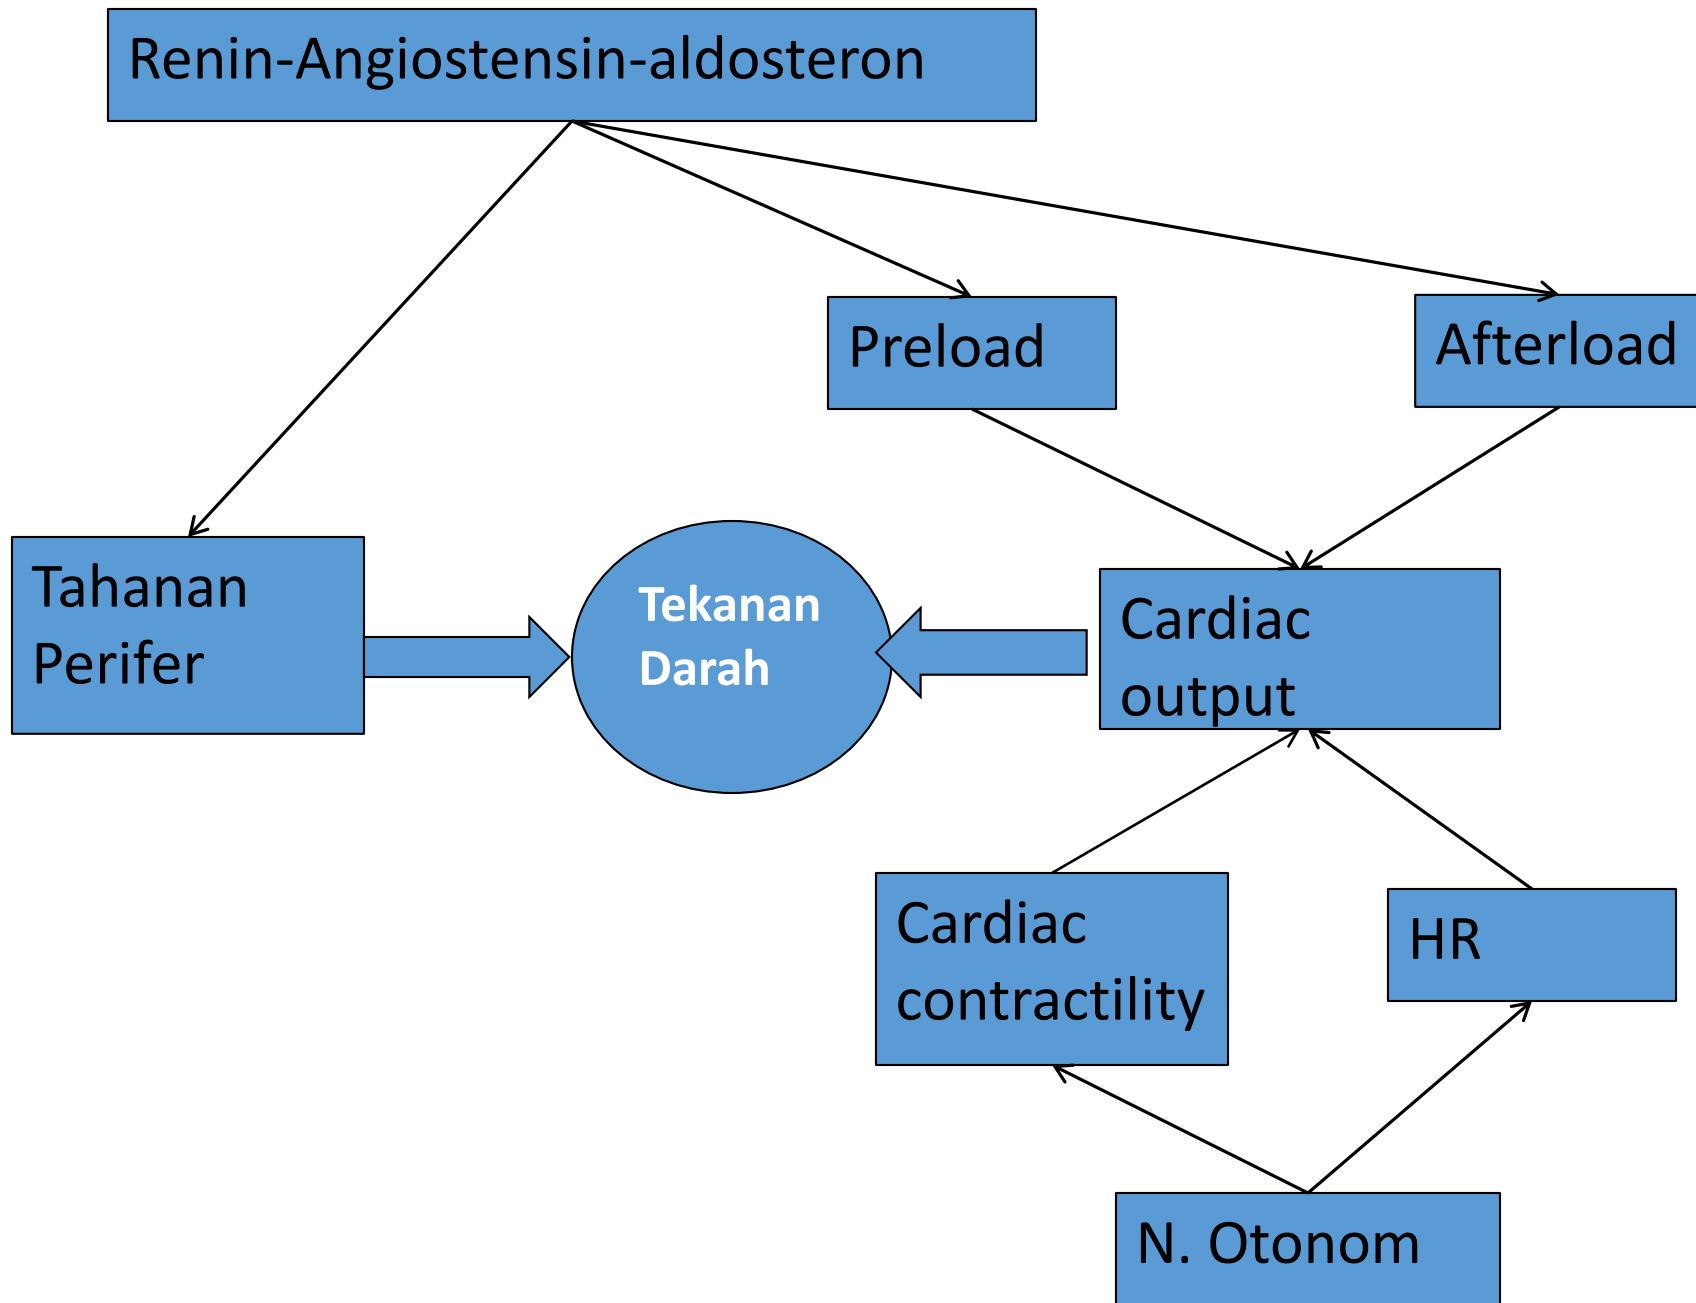 Renin-Angiostensin-aldosteron
Preload
Afterload
Tahanan
Perifer
Tekanan
Darah
Cardiac
output
Cardiac
contractility
HR
N. Otonom